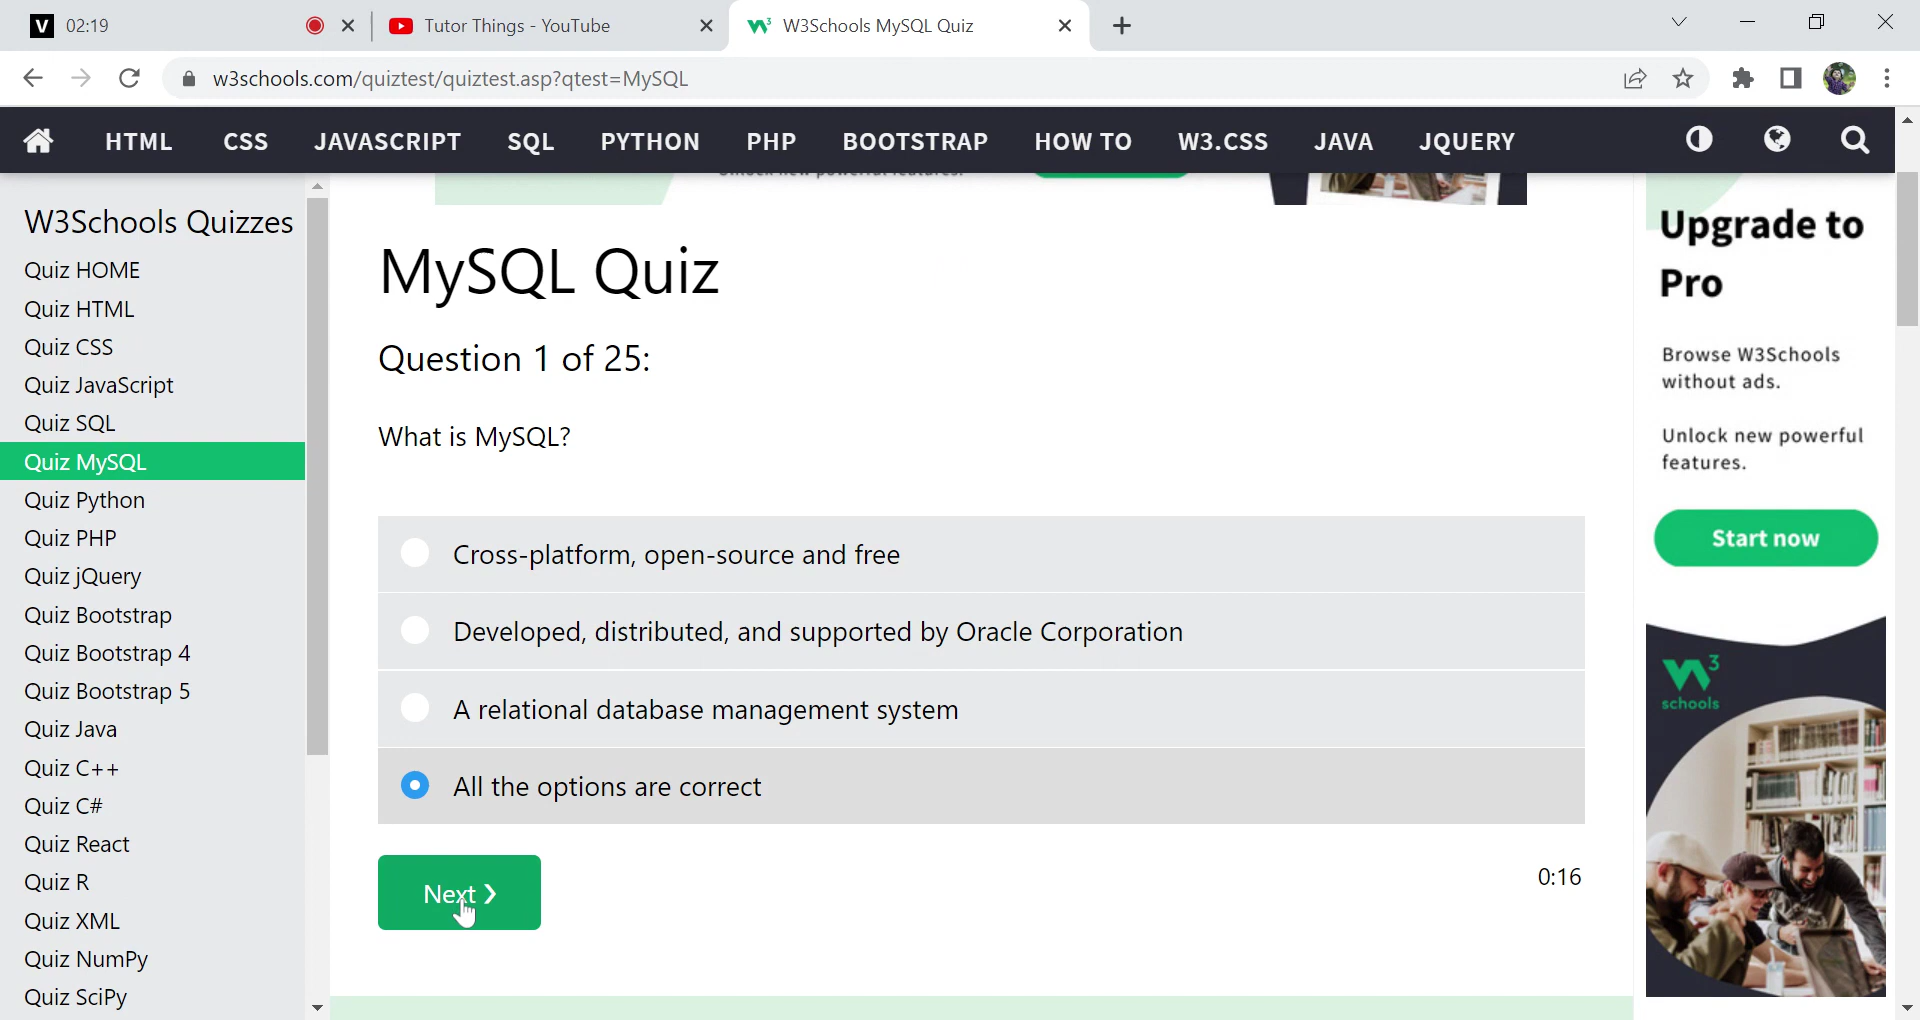 V 02:19
Tutor Things - YouTube
W3Schools MySQL Quiz
w3schools.com/quiztest/quiztest.asp?qtest=MySQL
HTML CSS JAVASCRIPT SQL PYTHON PHP BOOTSTRAP HOW TO W3.CSS JAVA JQUERY
W3Schools Quizzes
Quiz HOME
Quiz HTML
Quiz CSS
Quiz JavaScript
Quiz SQL
Quiz MySQL
Quiz Python
Quiz PHP
Quiz jQuery
Quiz Bootstrap
Quiz Bootstrap 4
Quiz Bootstrap 5
Quiz Java
Quiz C++
Quiz C#
Quiz React
Quiz R
Quiz XML
Quiz NumPy
Quiz SciPy
MySQL Quiz
Question 1 of 25:
What is MySQL?
Cross-platform, open-source and free
Developed, distributed, and supported by Oracle Corporation
A relational database management system
All the options are correct
Next ❯
0:16
Upgrade to
Pro
Browse W3Schools
without ads.
Unlock new powerful
features.
Start now
W3
schools